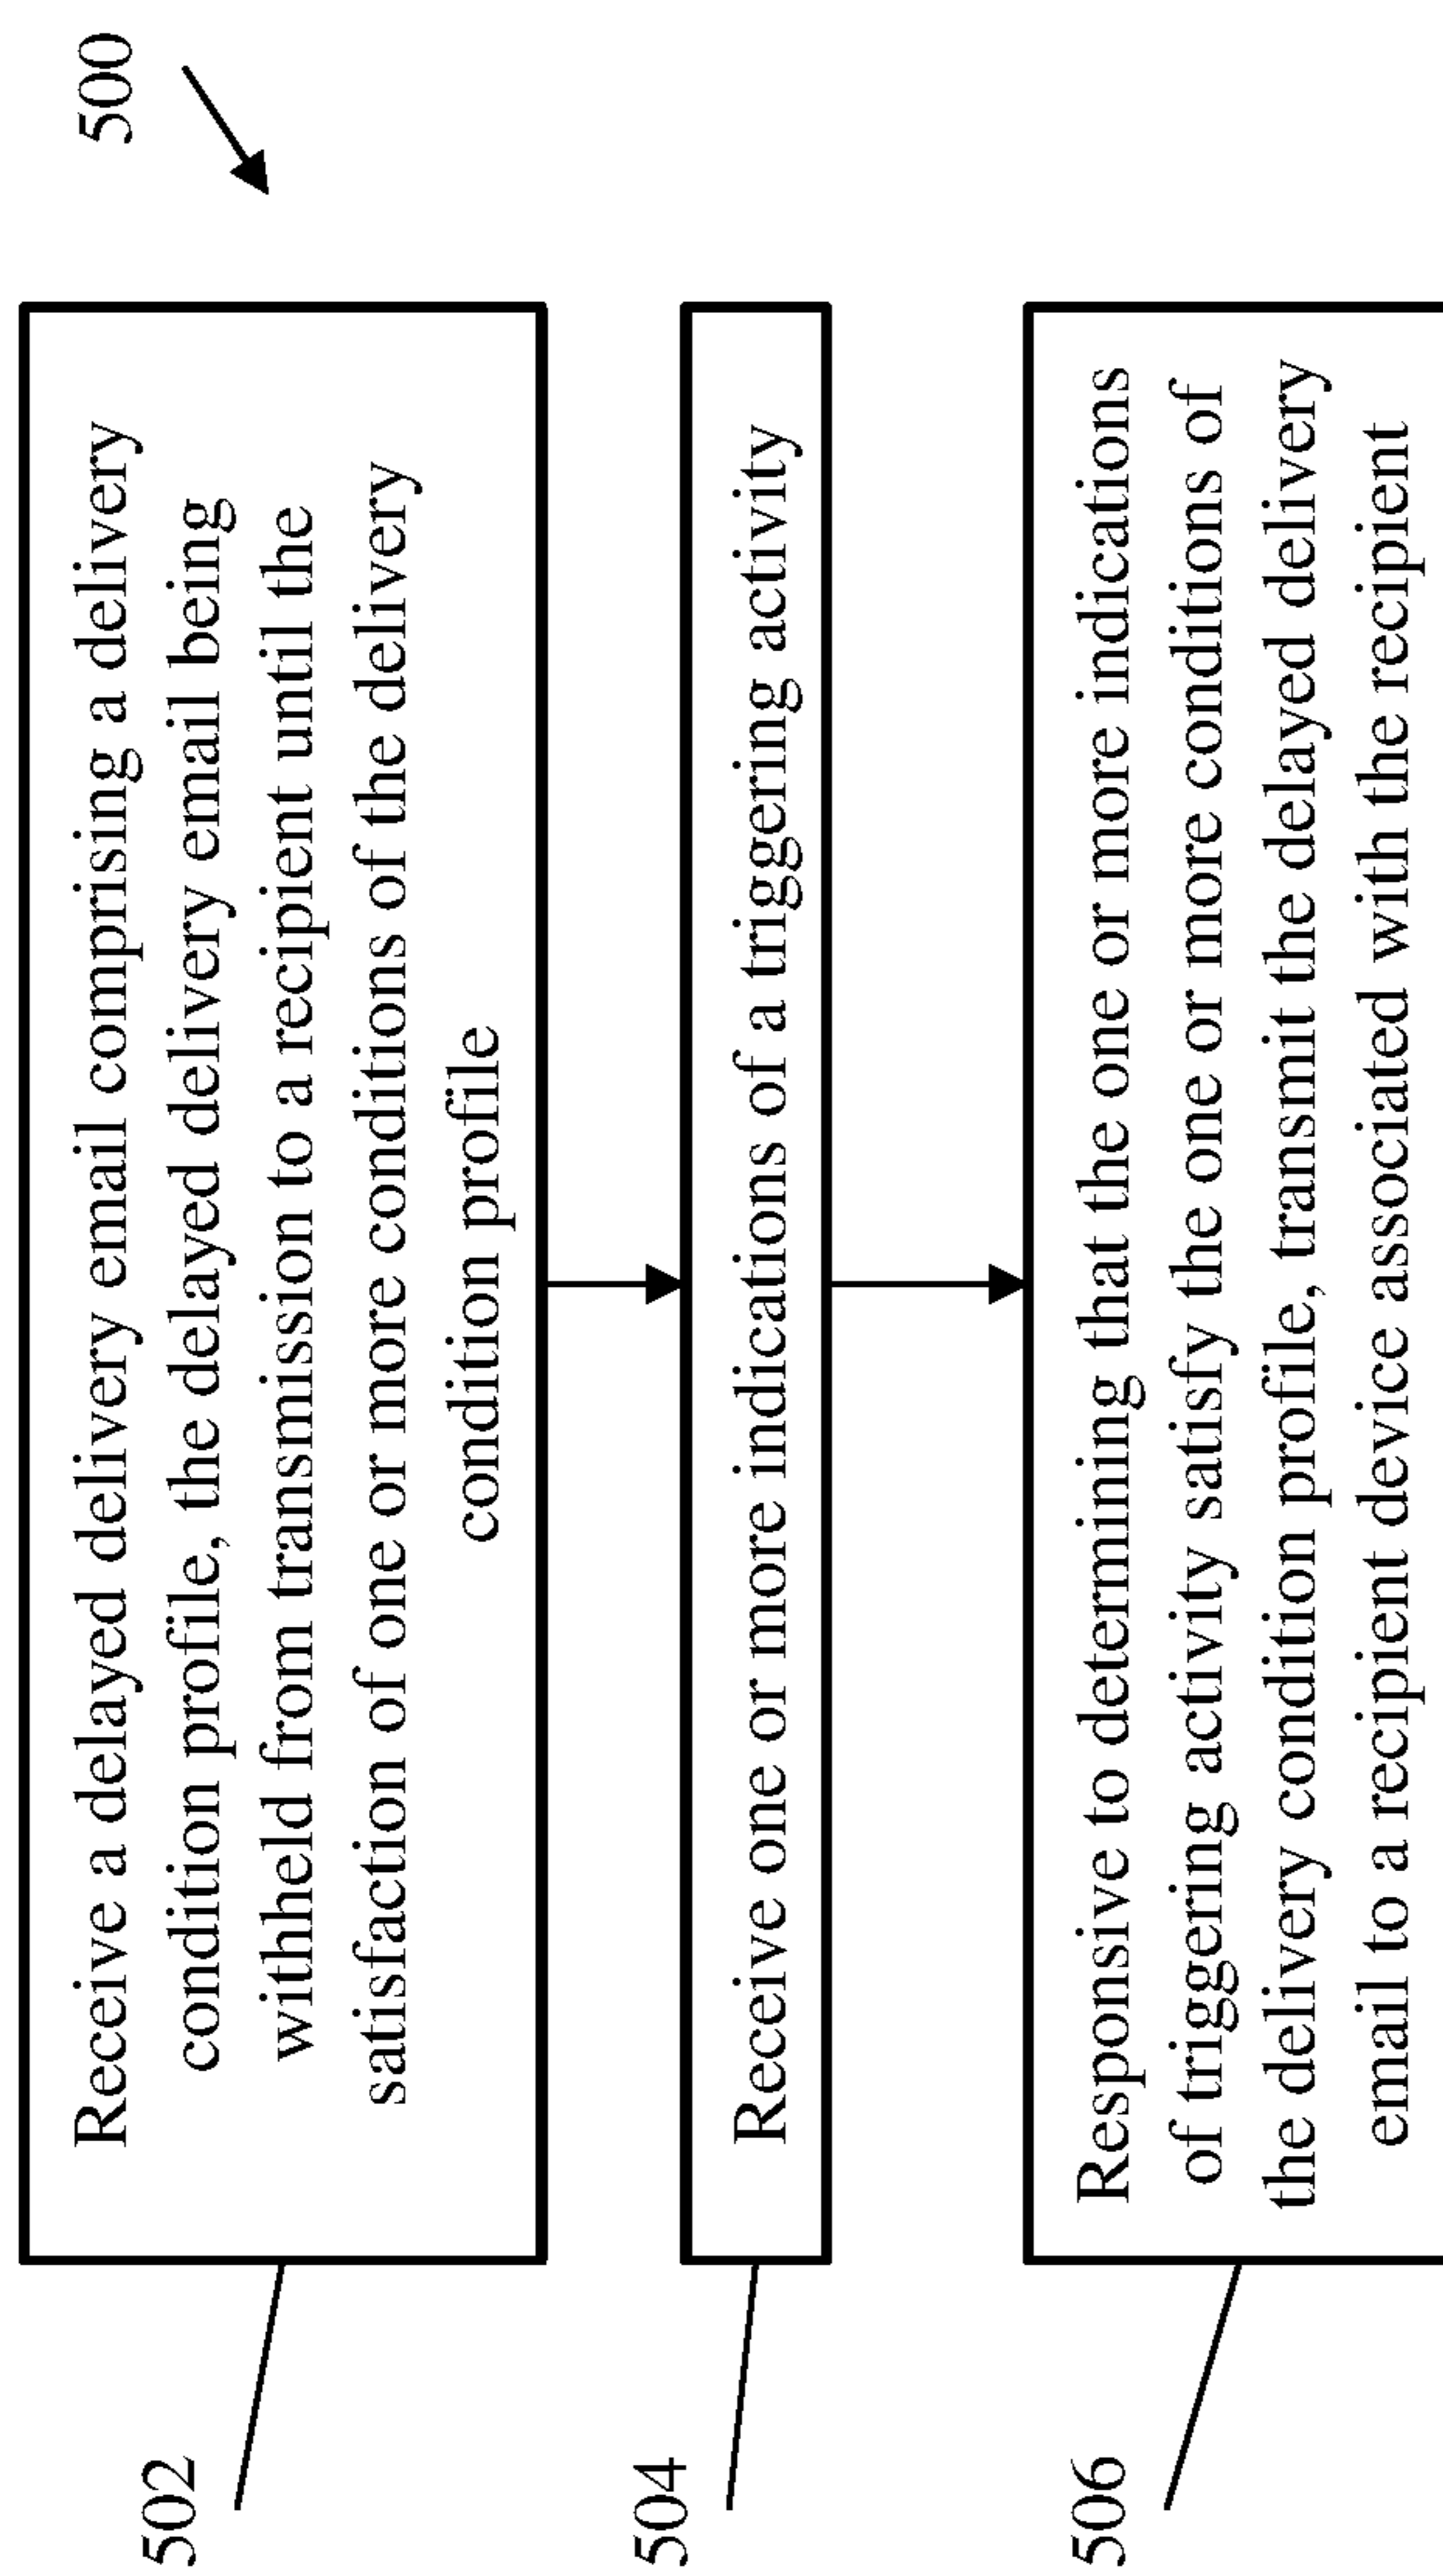 500
502
Receive a delayed delivery email comprising a delivery
condition profile, the delayed delivery email being
withheld from transmission to a recipient until the
satisfaction of one or more conditions of the delivery
condition profile
504
Receive one or more indications of a triggering activity
506
Responsive to determining that the one or more indications
of triggering activity satisfy the one or more conditions of
the delivery condition profile, transmit the delayed delivery
email to a recipient device associated with the recipient